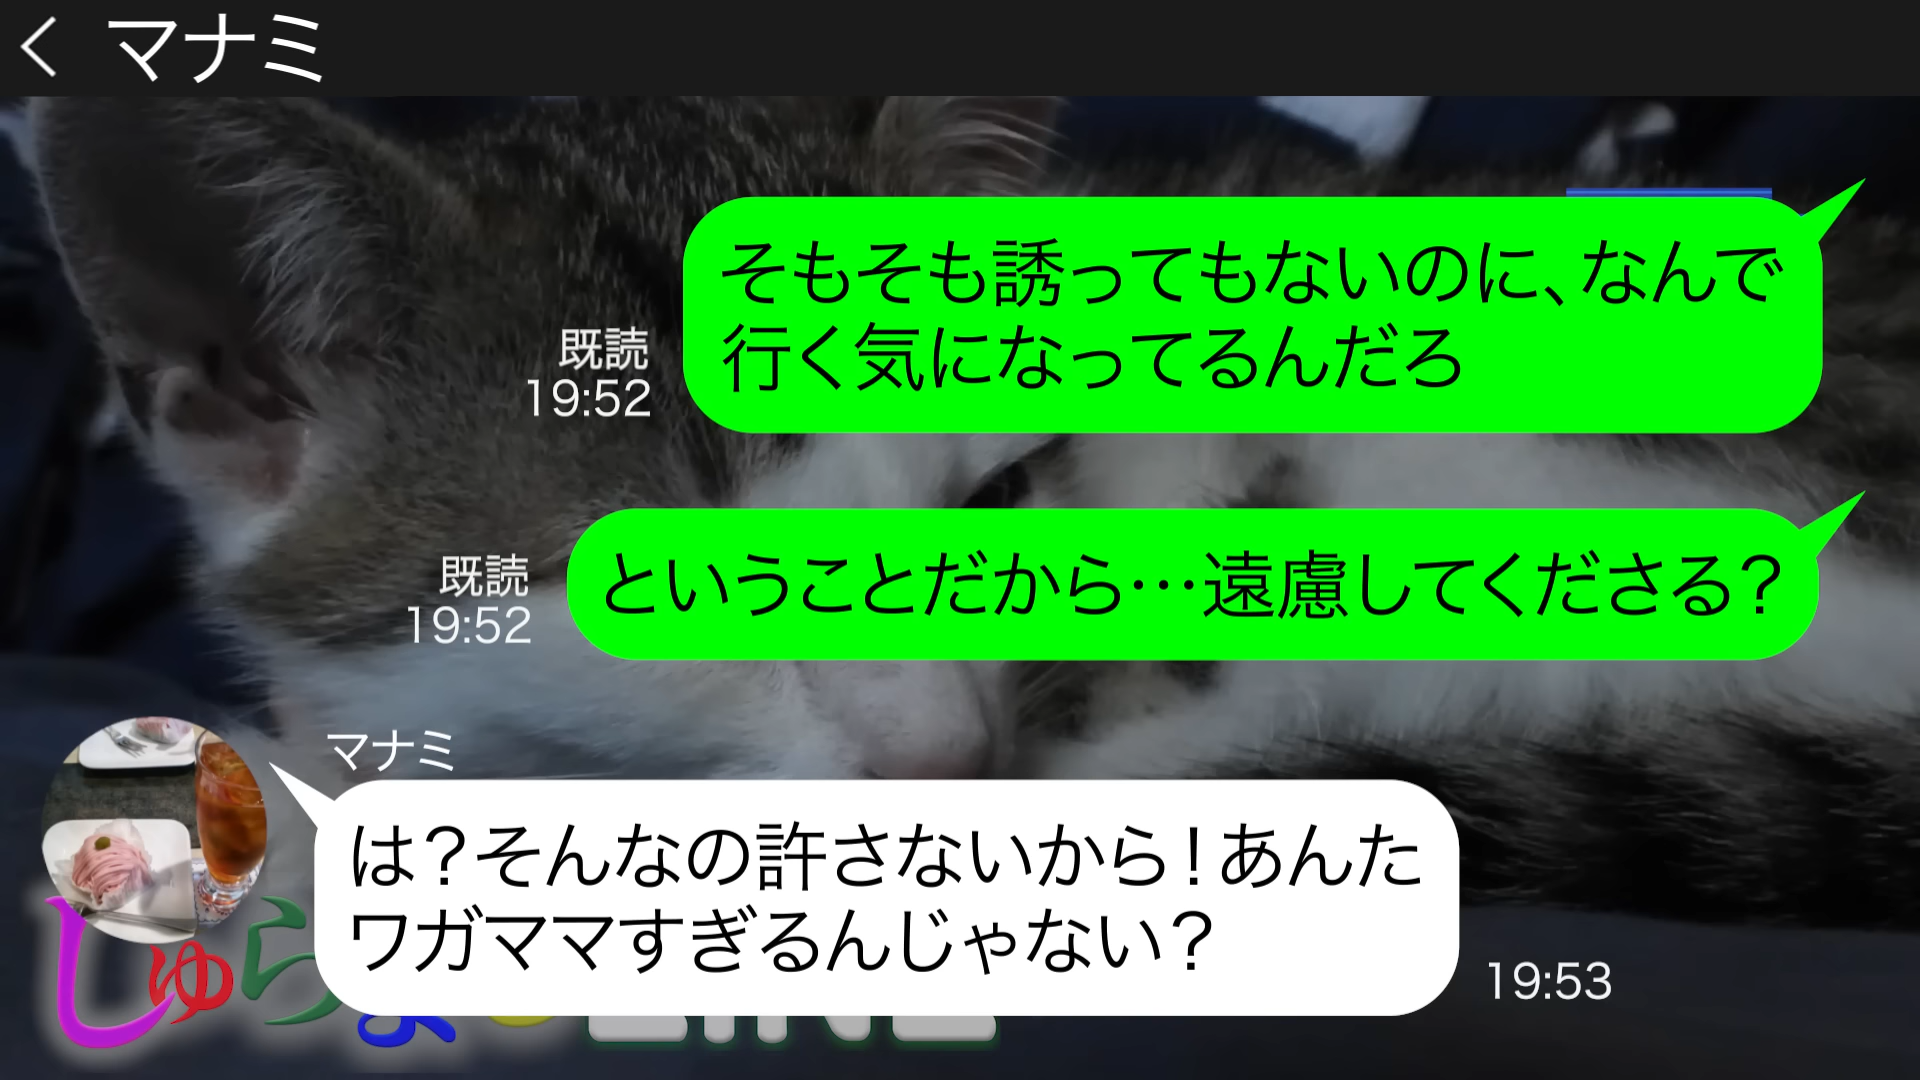 マナミ
そもそも誘ってもないのに、なんで
行く気になってるんだろ
既読
19:52
ということだから…遠慮してくださる？
既読
19:52
マナミ
は？そんなの許さないから！あんた
ワガママすぎるんじゃない？
19:53
しゅら
LINE